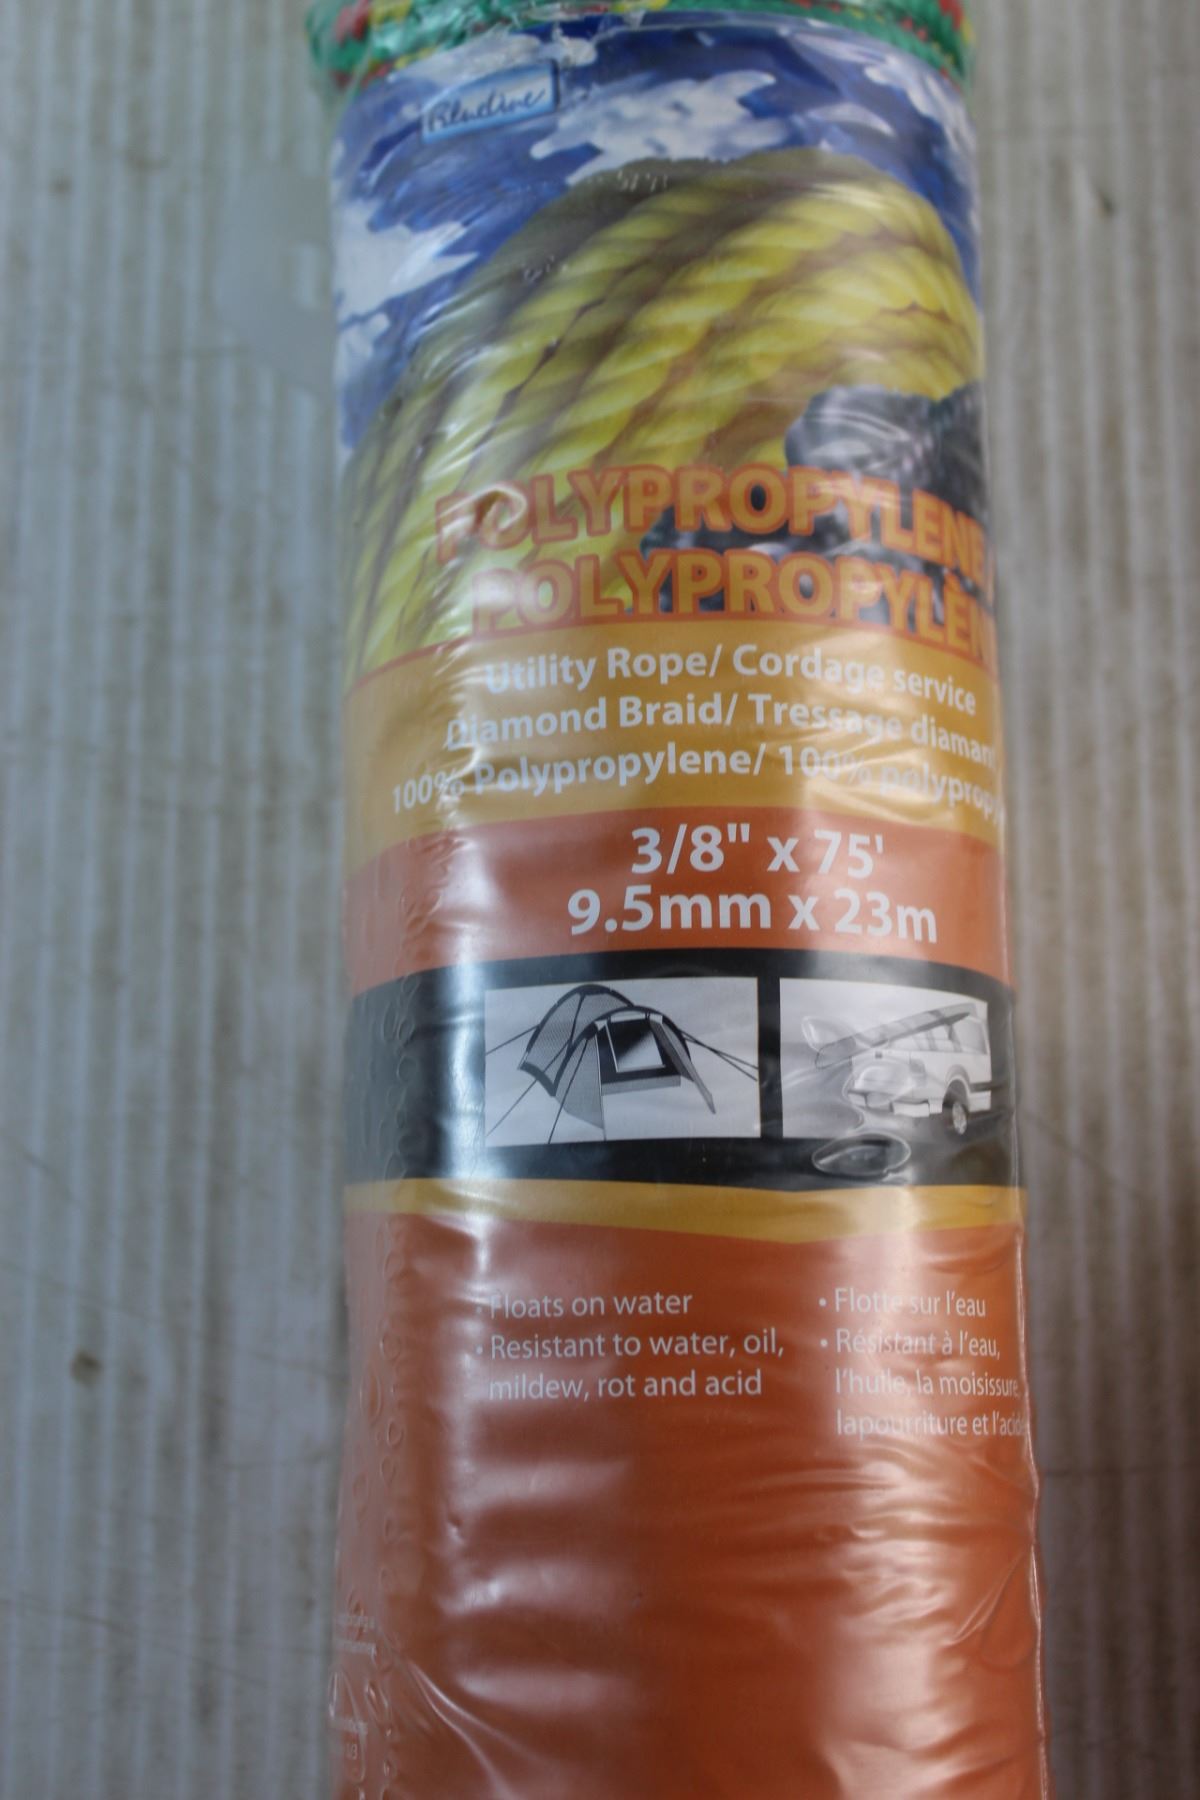 BlueLine
POLYPROPYLENE/
POLYPROPYLÈN
Utility Rope/ Cordage service
Diamond Braid/ Tressage diamant
100% Polypropylene/ 100% polypropy
3/8" x 75'
9.5mm x 23m
• Floats on water
• Resistant to water, oil,
mildew, rot and acid
• Flotte sur l'eau
• Résistant à l'eau,
l'huile, la moisissure,
lapourriture et l'acide